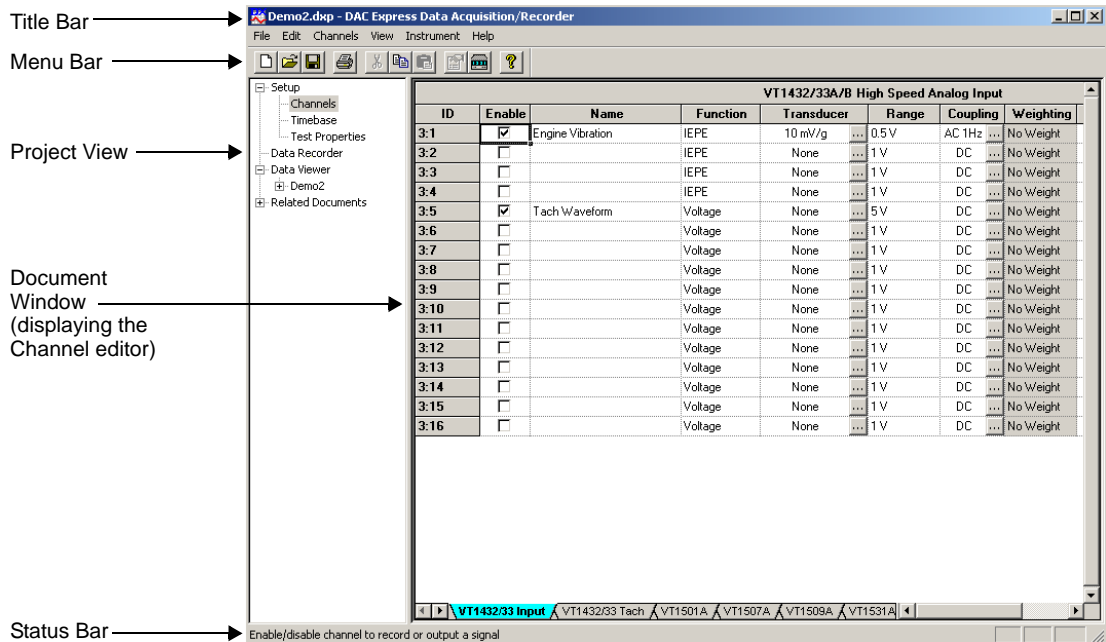 Title Bar
Demo2.dxp - DAC Express Data Acquisition/Recorder
Menu Bar
File Edit Channels View Instrument Help
Project View
Setup
Channels
Timebase
Test Properties
Data Recorder
Data Viewer
Demo2
Related Documents
VT1432/33A/B High Speed Analog Input
ID Enable Name Function Transducer Range Coupling Weighting
3:1 Engine Vibration IEPE 10 mV/g ... 0.5 V AC 1Hz ... No Weight
3:2 IEPE None ... 1 V DC ... No Weight
3:3 IEPE None ... 1 V DC ... No Weight
3:4 IEPE None ... 1 V DC ... No Weight
3:5 Tach Waveform Voltage None ... 5 V DC ... No Weight
3:6 Voltage None ... 1 V DC ... No Weight
3:7 Voltage None ... 1 V DC ... No Weight
3:8 Voltage None ... 1 V DC ... No Weight
3:9 Voltage None ... 1 V DC ... No Weight
3:10 Voltage None ... 1 V DC ... No Weight
3:11 Voltage None ... 1 V DC ... No Weight
3:12 Voltage None ... 1 V DC ... No Weight
3:13 Voltage None ... 1 V DC ... No Weight
3:14 Voltage None ... 1 V DC ... No Weight
3:15 Voltage None ... 1 V DC ... No Weight
3:16 Voltage None ... 1 V DC ... No Weight
Document
Window
(displaying the
Channel editor)
VT1432/33 Input VT1432/33 Tach VT1501A VT1507A VT1509A VT1531A
Status Bar
Enable/disable channel to record or output a signal